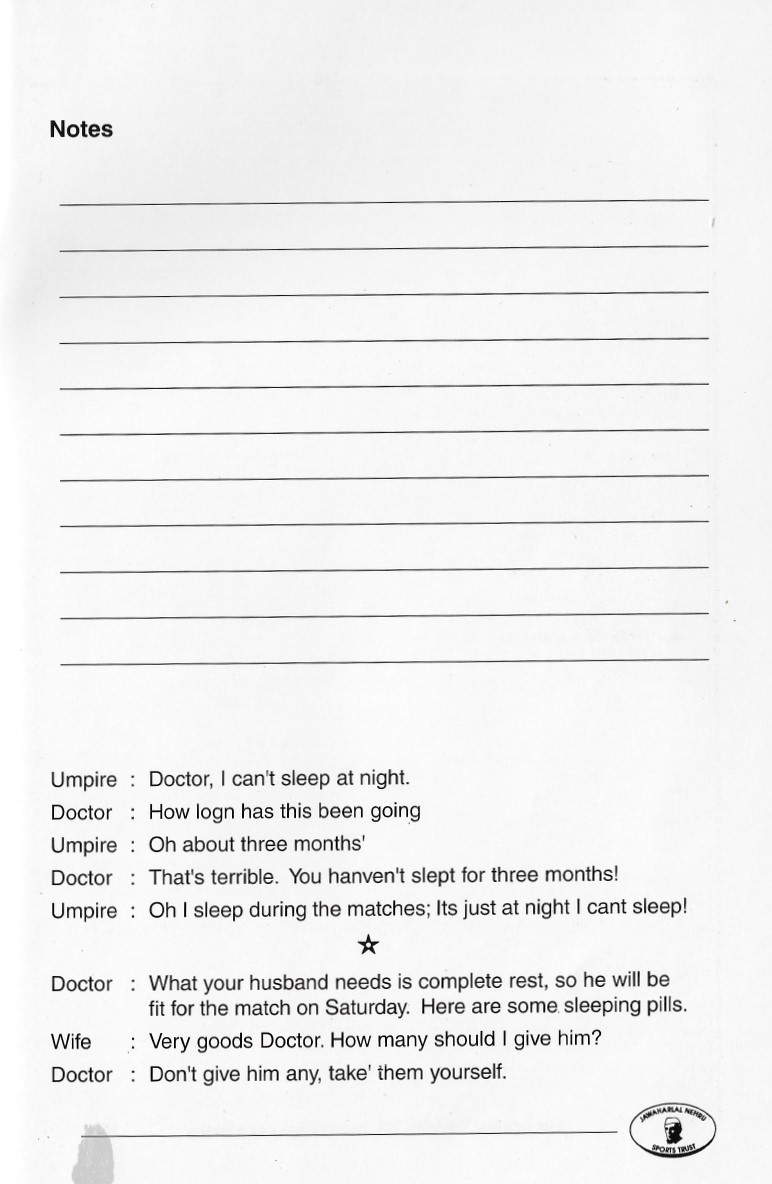 Notes
Umpire : Doctor, I can't sleep at night.
Doctor : How logn has this been going
Umpire : Oh about three months'
Doctor : That's terrible. You hanven't slept for three months!
Umpire : Oh I sleep during the matches; Its just at night I cant sleep!
Doctor : What your husband needs is complete rest, so he will be
fit for the match on Saturday. Here are some sleeping pills.
Wife : Very goods Doctor. How many should I give him?
Doctor : Don't give him any, take' them yourself.
JAWAHARLAL NEHRU
SPORTS TRUST